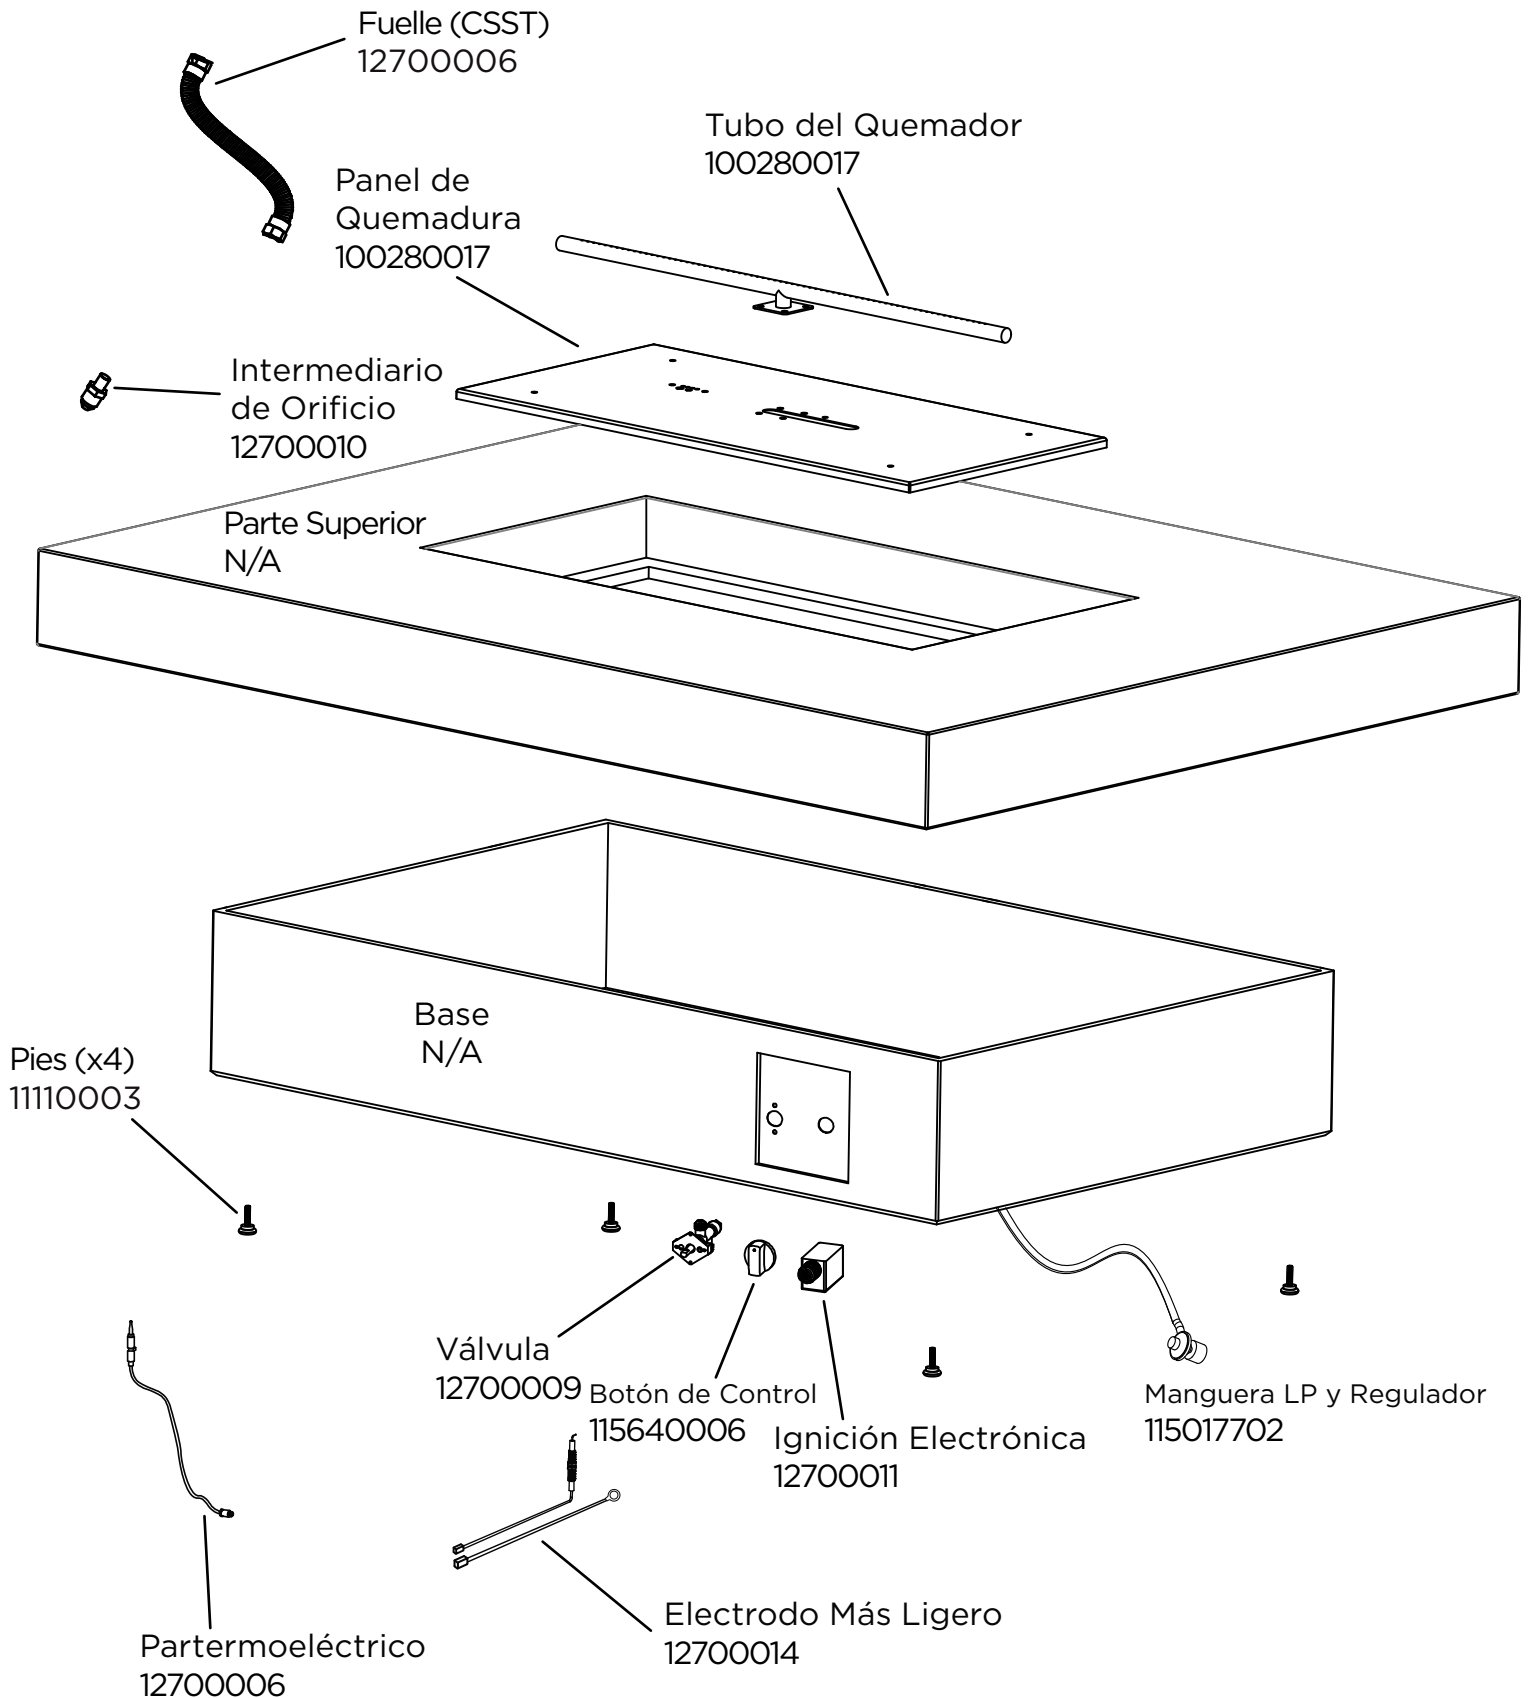 Fuelle (CSST)
12700006
Tubo del Quemador
100280017
Panel de
Quemadura
100280017
Intermediario
de Orificio
12700010
Parte Superior
N/A
Base
N/A
Pies (x4)
11110003
Válvula
12700009
Botón de Control
115640006
Ignición Electrónica
12700011
Manguera LP y Regulador
115017702
Electrodo Más Ligero
12700014
Partermoeléctrico
12700006